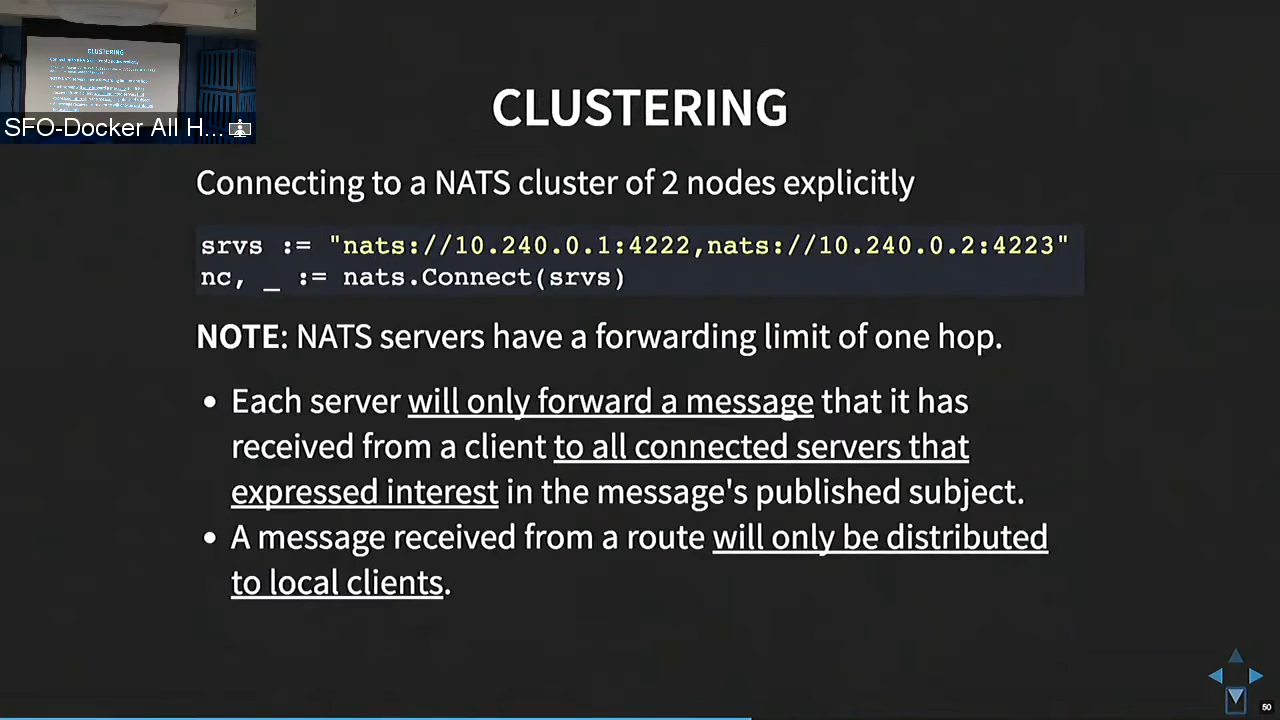 CLUSTERING
SFO-Docker All H...
CLUSTERING
Connecting to a NATS cluster of 2 nodes explicitly
srvs := "nats://10.240.0.1:4222,nats://10.240.0.2:4223"
nc, _ := nats.Connect(srvs)
NOTE: NATS servers have a forwarding limit of one hop.
• Each server will only forward a message that it has
received from a client to all connected servers that
expressed interest in the message's published subject.
• A message received from a route will only be distributed
to local clients.
50